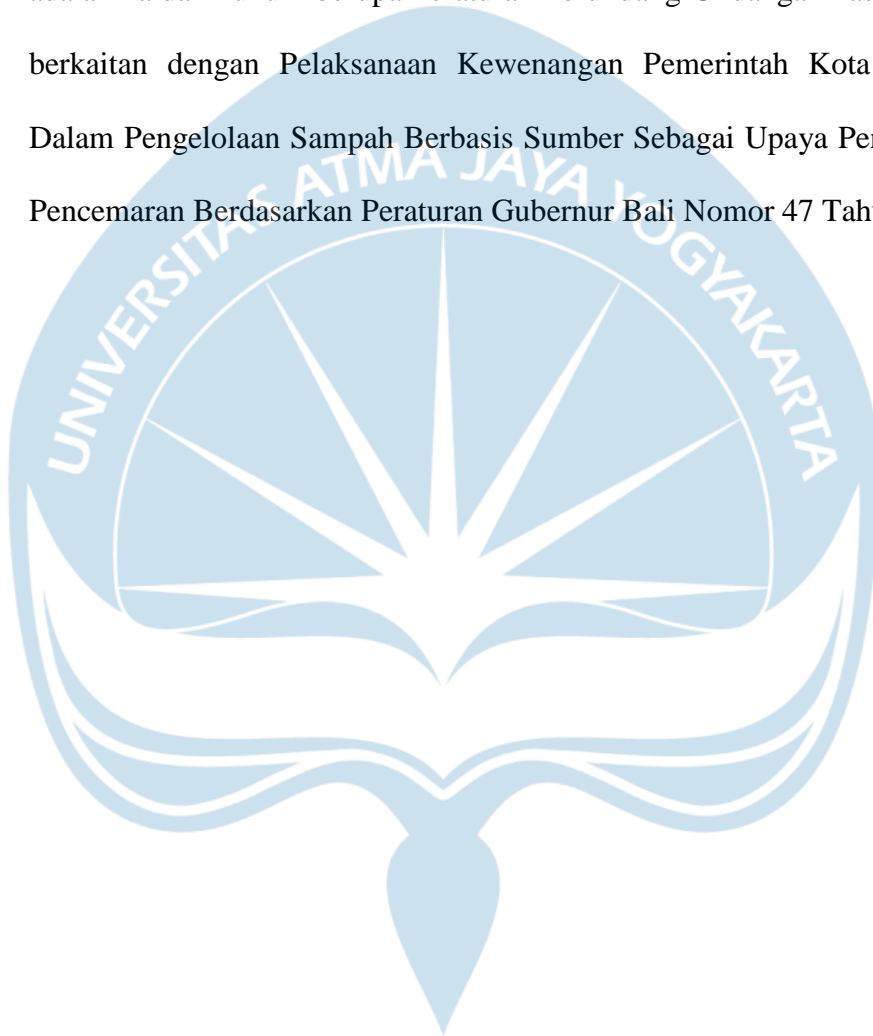 berkaitan dengan Pelaksanaan Kewenangan Pemerintah Kota
Dalam Pengelolaan Sampah Berbasis Sumber Sebagai Upaya
Pencemaran Berdasarkan Peraturan Gubernur Bali Nomor 47
UNIVERSITAS ATMA JAYA YOGYAKARTA